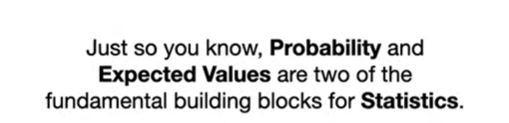 Just so you know, Probability and
Expected Values are two of the
fundamental building blocks for Statistics.